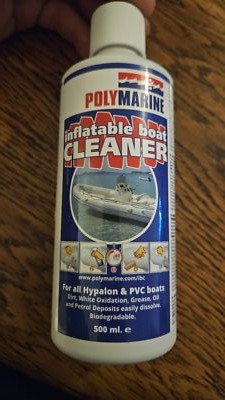 POLYMARINE
inflatable boat
CLEANER
www.polymarine.com/ibc
For all Hypalon & PVC boats
Dirt, White Oxidation, Grease, Oil
and Petrol Deposits easily dissolve.
Biodegradable.
500 ml. e